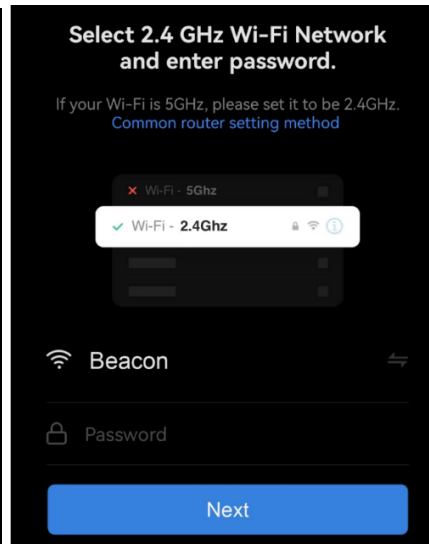 Select 2.4 GHz Wi-Fi Network
and enter password.
If your Wi-Fi is 5GHz, please set it to be 2.4GHz.
Common router setting method
Wi-Fi - 5Ghz
Wi-Fi - 2.4Ghz
Beacon
Password
Next